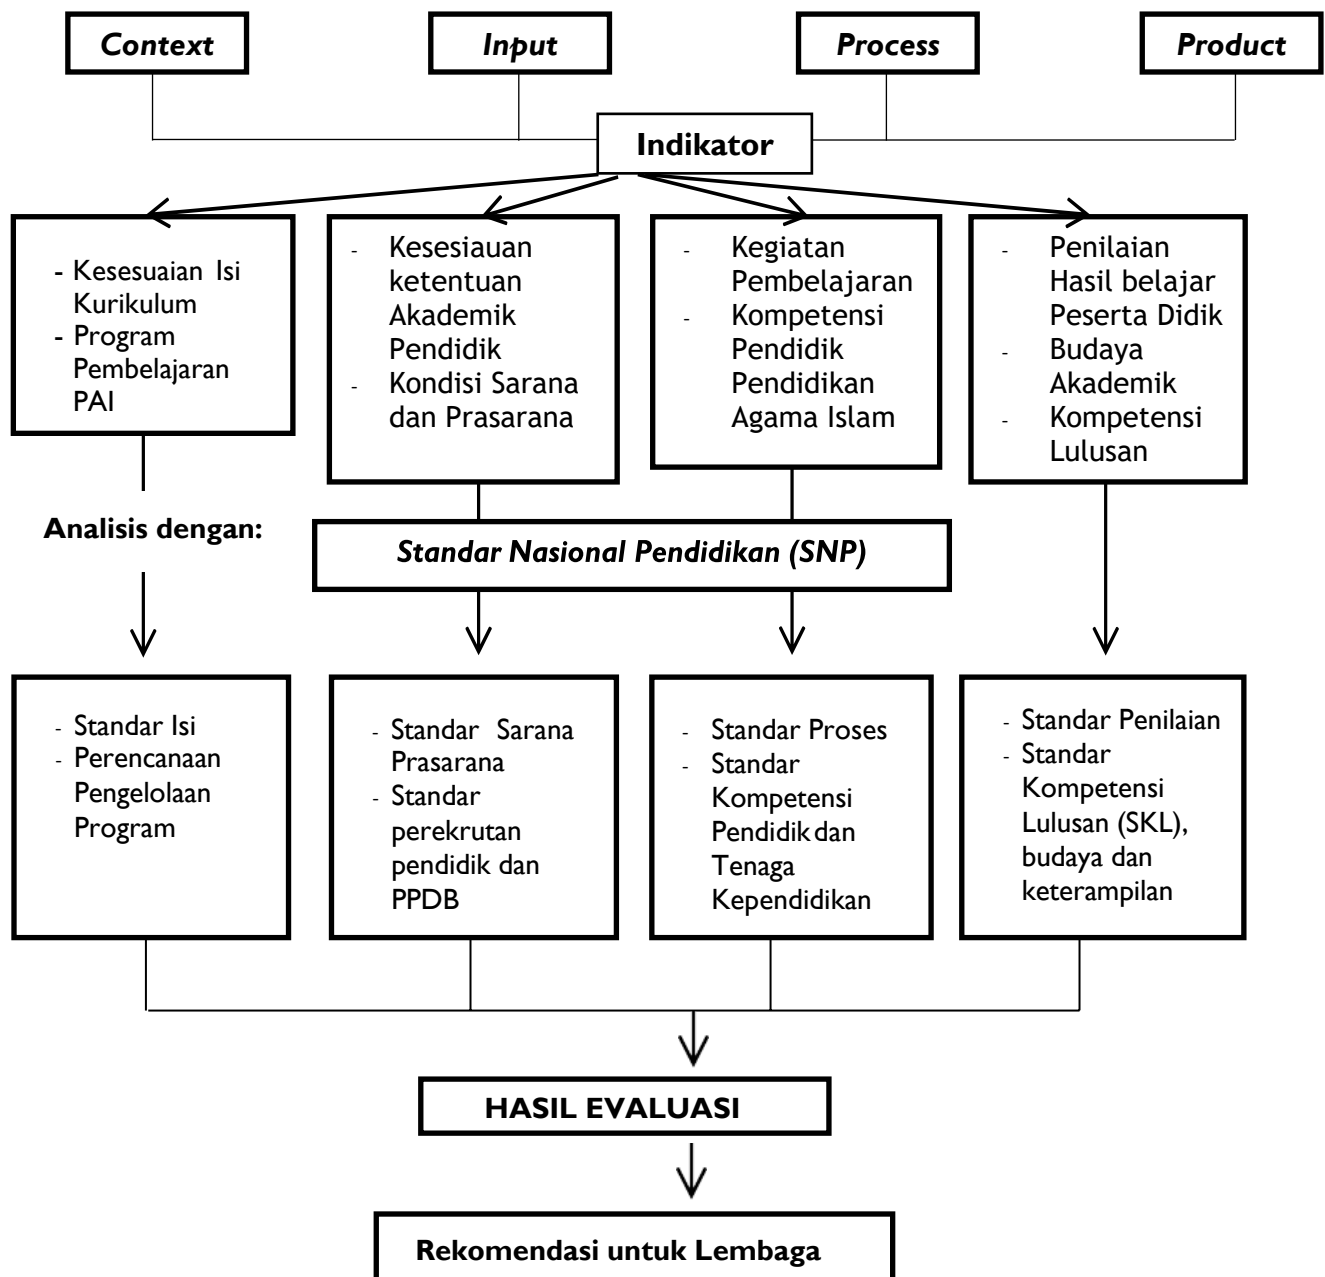 Context
Input
Process
Product
Indikator
- Kesesuaian Isi
Kurikulum
- Program
Pembelajaran
PAI
- Kesesiauan
ketentuan
Akademik
Pendidik
- Kondisi Sarana
dan Prasarana
- Kegiatan
Pembelajaran
- Kompetensi
Pendidik
Pendidikan
Agama Islam
- Penilaian
Hasil belajar
Peserta Didik
- Budaya
Akademik
- Kompetensi
Lulusan
Analisis dengan:
Standar Nasional Pendidikan (SNP)
- Standar Isi
- Perencanaan
Pengelolaan
Program
- Standar Sarana
Prasarana
- Standar
perekrutan
pendidik dan
PPDB
- Standar Proses
- Standar
Kompetensi
Pendidik dan
Tenaga
Kependidikan
- Standar Penilaian
- Standar
Kompetensi
Lulusan (SKL),
budaya dan
keterampilan
HASIL EVALUASI
Rekomendasi untuk Lembaga